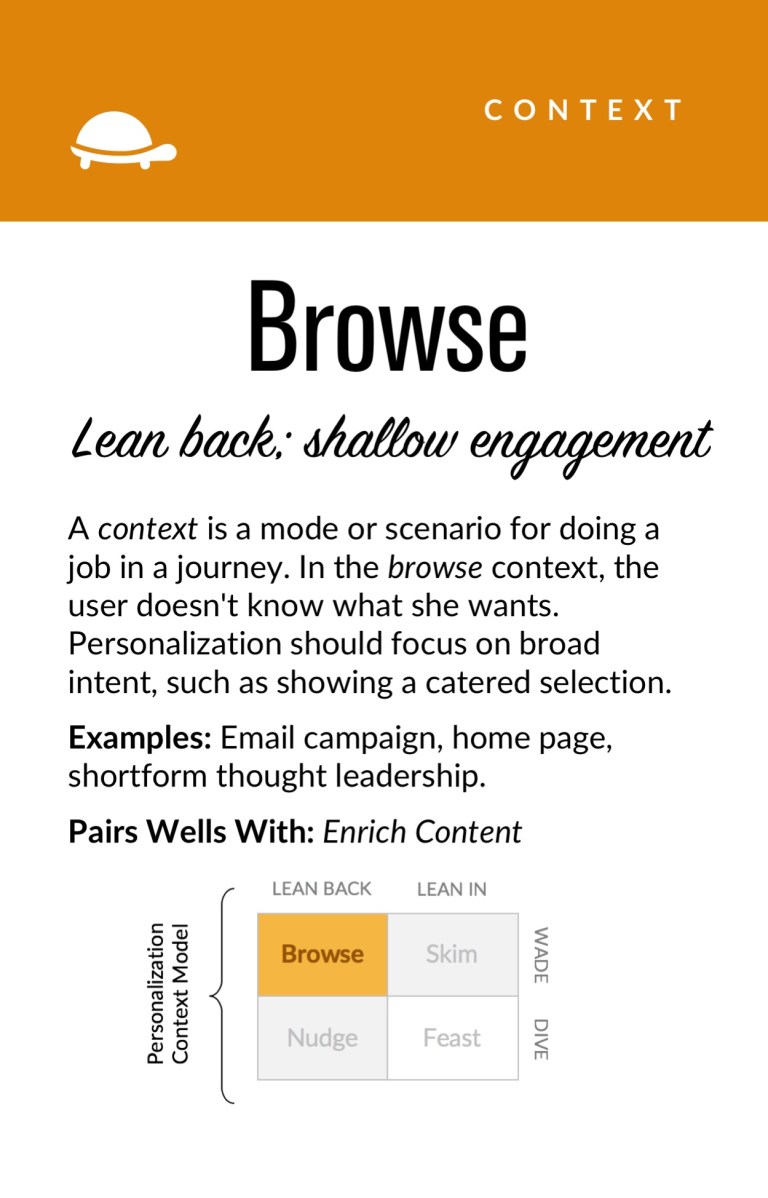 CONTEXT
Browse
Lean back; shallow engagement
A context is a mode or scenario for doing a
job in a journey. In the browse context, the
user doesn't know what she wants.
Personalization should focus on broad
intent, such as showing a catered selection.
Examples: Email campaign, home page,
shortform thought leadership.
Pairs Wells With: Enrich Content
Personalization
Context Model
LEAN BACK LEAN IN
Browse Skim
WADE
Nudge Feast
DIVE